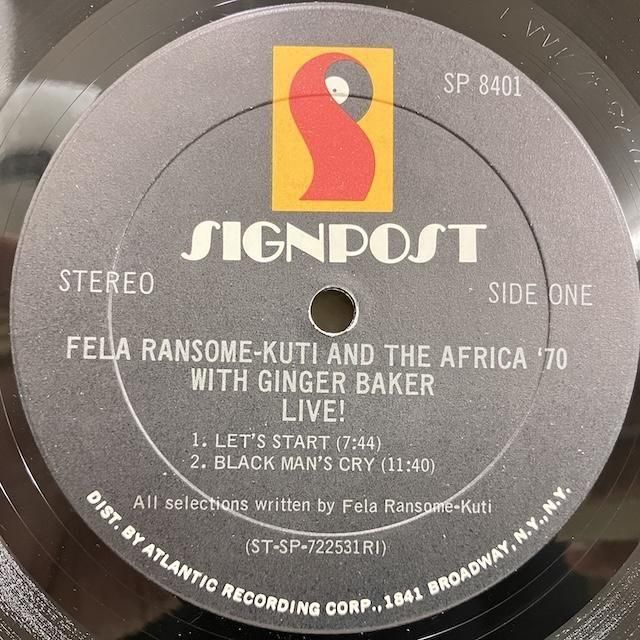 SP 8401
SIGNPOST
STEREO
SIDE ONE
FELA RANSOME-KUTI AND THE AFRICA '70
WITH GINGER BAKER
LIVE!
1. LET'S START (7:44)
2. BLACK MAN'S CRY (11:40)
All selections written by Fela Ransome-Kuti
(ST-SP-722531RI)
DIST. BY ATLANTIC RECORDING CORP., 1841 BROADWAY, N.Y., N.Y.